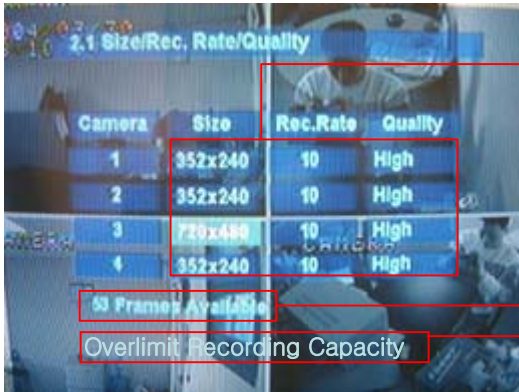 2.1 Size/Rec. Rate/Quality
Camera Size Rec.Rate Quality
1 352x240 10 High
2 352x240 10 High
3 720x480 10 High
4 352x240 10 High
CAMERA
53 Frames Available
Overlimit Recording Capacity